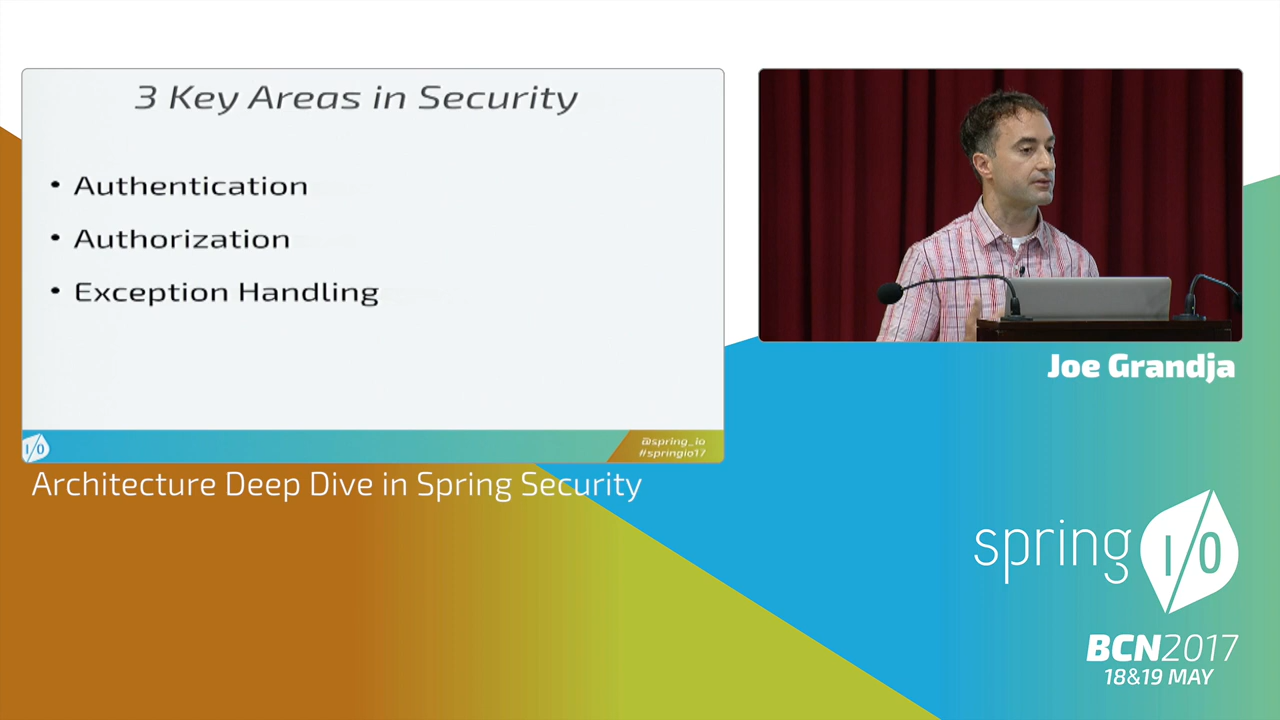 3 Key Areas in Security
• Authentication
• Authorization
• Exception Handling
I/O
@spring_io
#springio17
Architecture Deep Dive in Spring Security
Joe Grandja
spring I/O
BCN2017
18&19 MAY